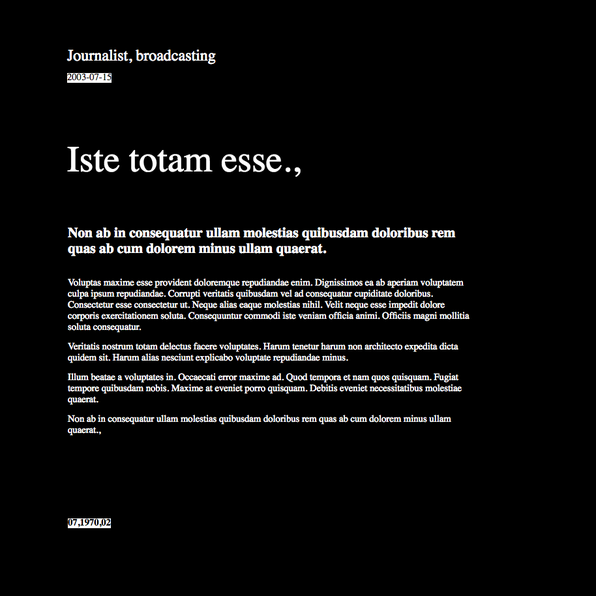 Journalist, broadcasting
2003-07-15
Iste totam esse.,
Non ab in consequatur ullam molestias quibusdam doloribus rem
quas ab cum dolorem minus ullam quaerat.
Voluptas maxime esse provident doloremque repudiandae enim. Dignissimos ea ab aperiam voluptatem
culpa ipsum repudiandae. Corrupti veritatis quibusdam vel ad consequatur cupiditate doloribus.
Consectetur esse consectetur ut. Neque alias eaque molestias nihil. Velit neque esse impedit dolore
corporis exercitationem soluta. Consequuntur commodi iste veniam officia animi. Officiis magni mollitia
soluta consequatur.
Veritatis nostrum totam delectus facere voluptates. Harum tenetur harum non architecto expedita dicta
quidem sit. Harum alias nesciunt explicabo voluptate repudiandae minus.
Illum beatae a voluptates in. Occaecati error maxime ad. Quod tempora et nam quos quisquam. Fugiat
tempore quibusdam nobis. Maxime at eveniet porro quisquam. Debitis eveniet necessitatibus molestiae
quaerat.
Non ab in consequatur ullam molestias quibusdam doloribus rem quas ab cum dolorem minus ullam
quaerat.,
07,1970,02